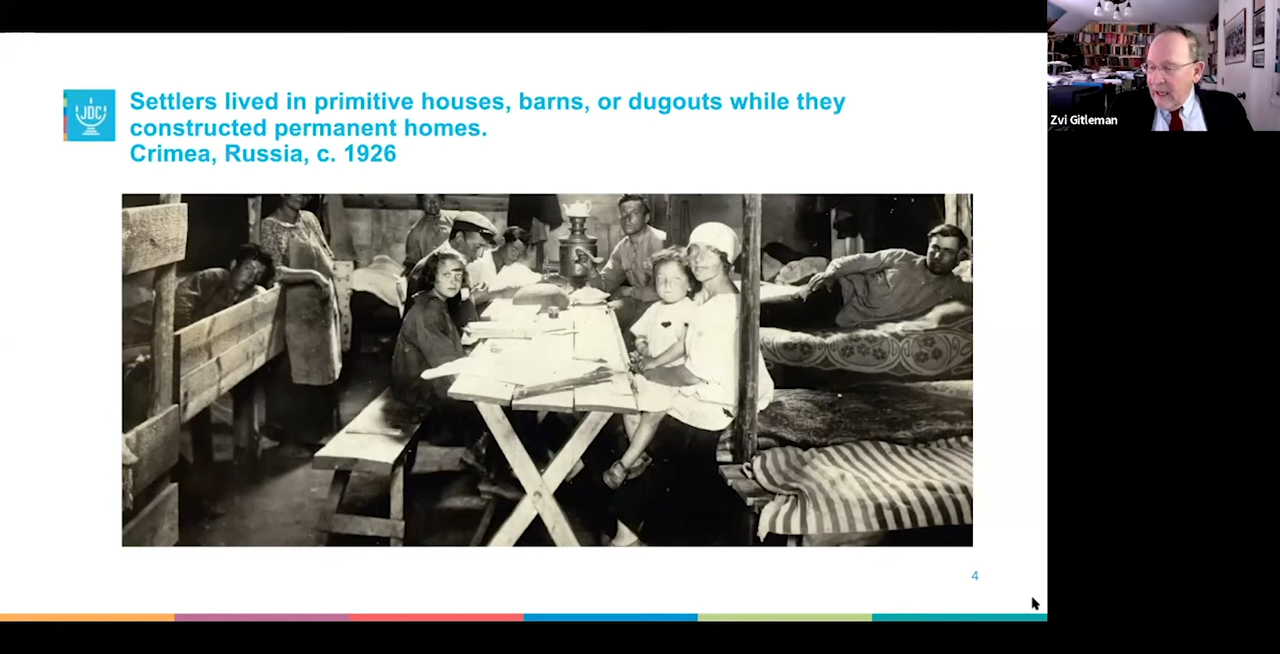 JDC
Settlers lived in primitive houses, barns, or dugouts while they
constructed permanent homes.
Crimea, Russia, c. 1926
4
Zvi Gitleman